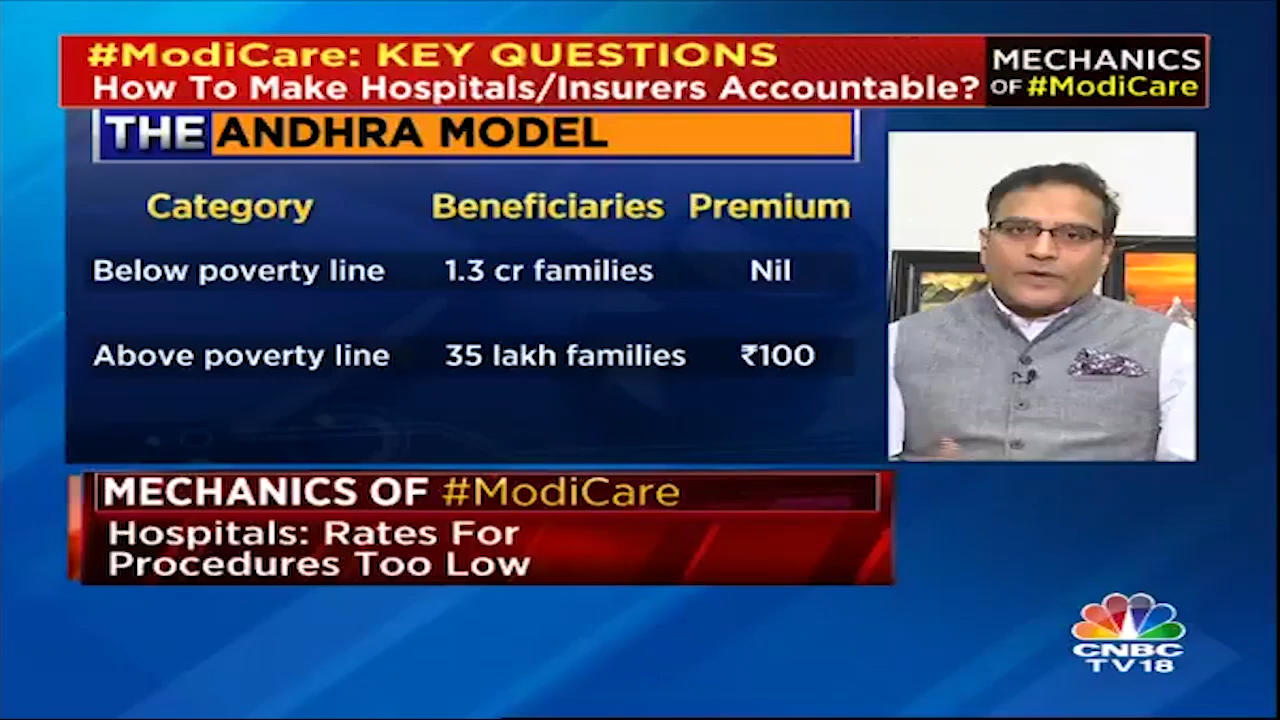 #ModiCare: KEY QUESTIONS
How To Make Hospitals/Insurers Accountable?
MECHANICS
OF #ModiCare
THE ANDHRA MODEL
Category Beneficiaries Premium
Below poverty line 1.3 cr families Nil
Above poverty line 35 lakh families ₹100
MECHANICS OF #ModiCare
Hospitals: Rates For
Procedures Too Low
CNBC
TV18